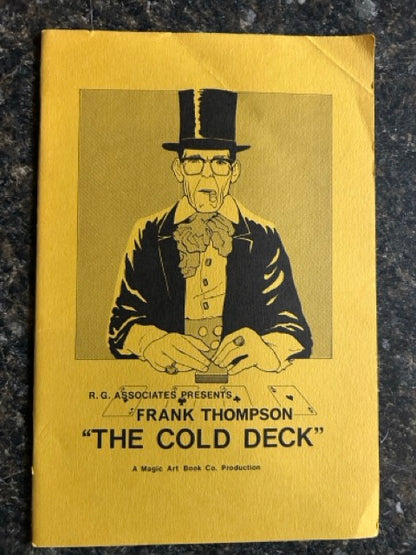 R. G. ASSOCIATES PRESENTS
FRANK THOMPSON
“THE COLD DECK”
A Magic Art Book Co. Production